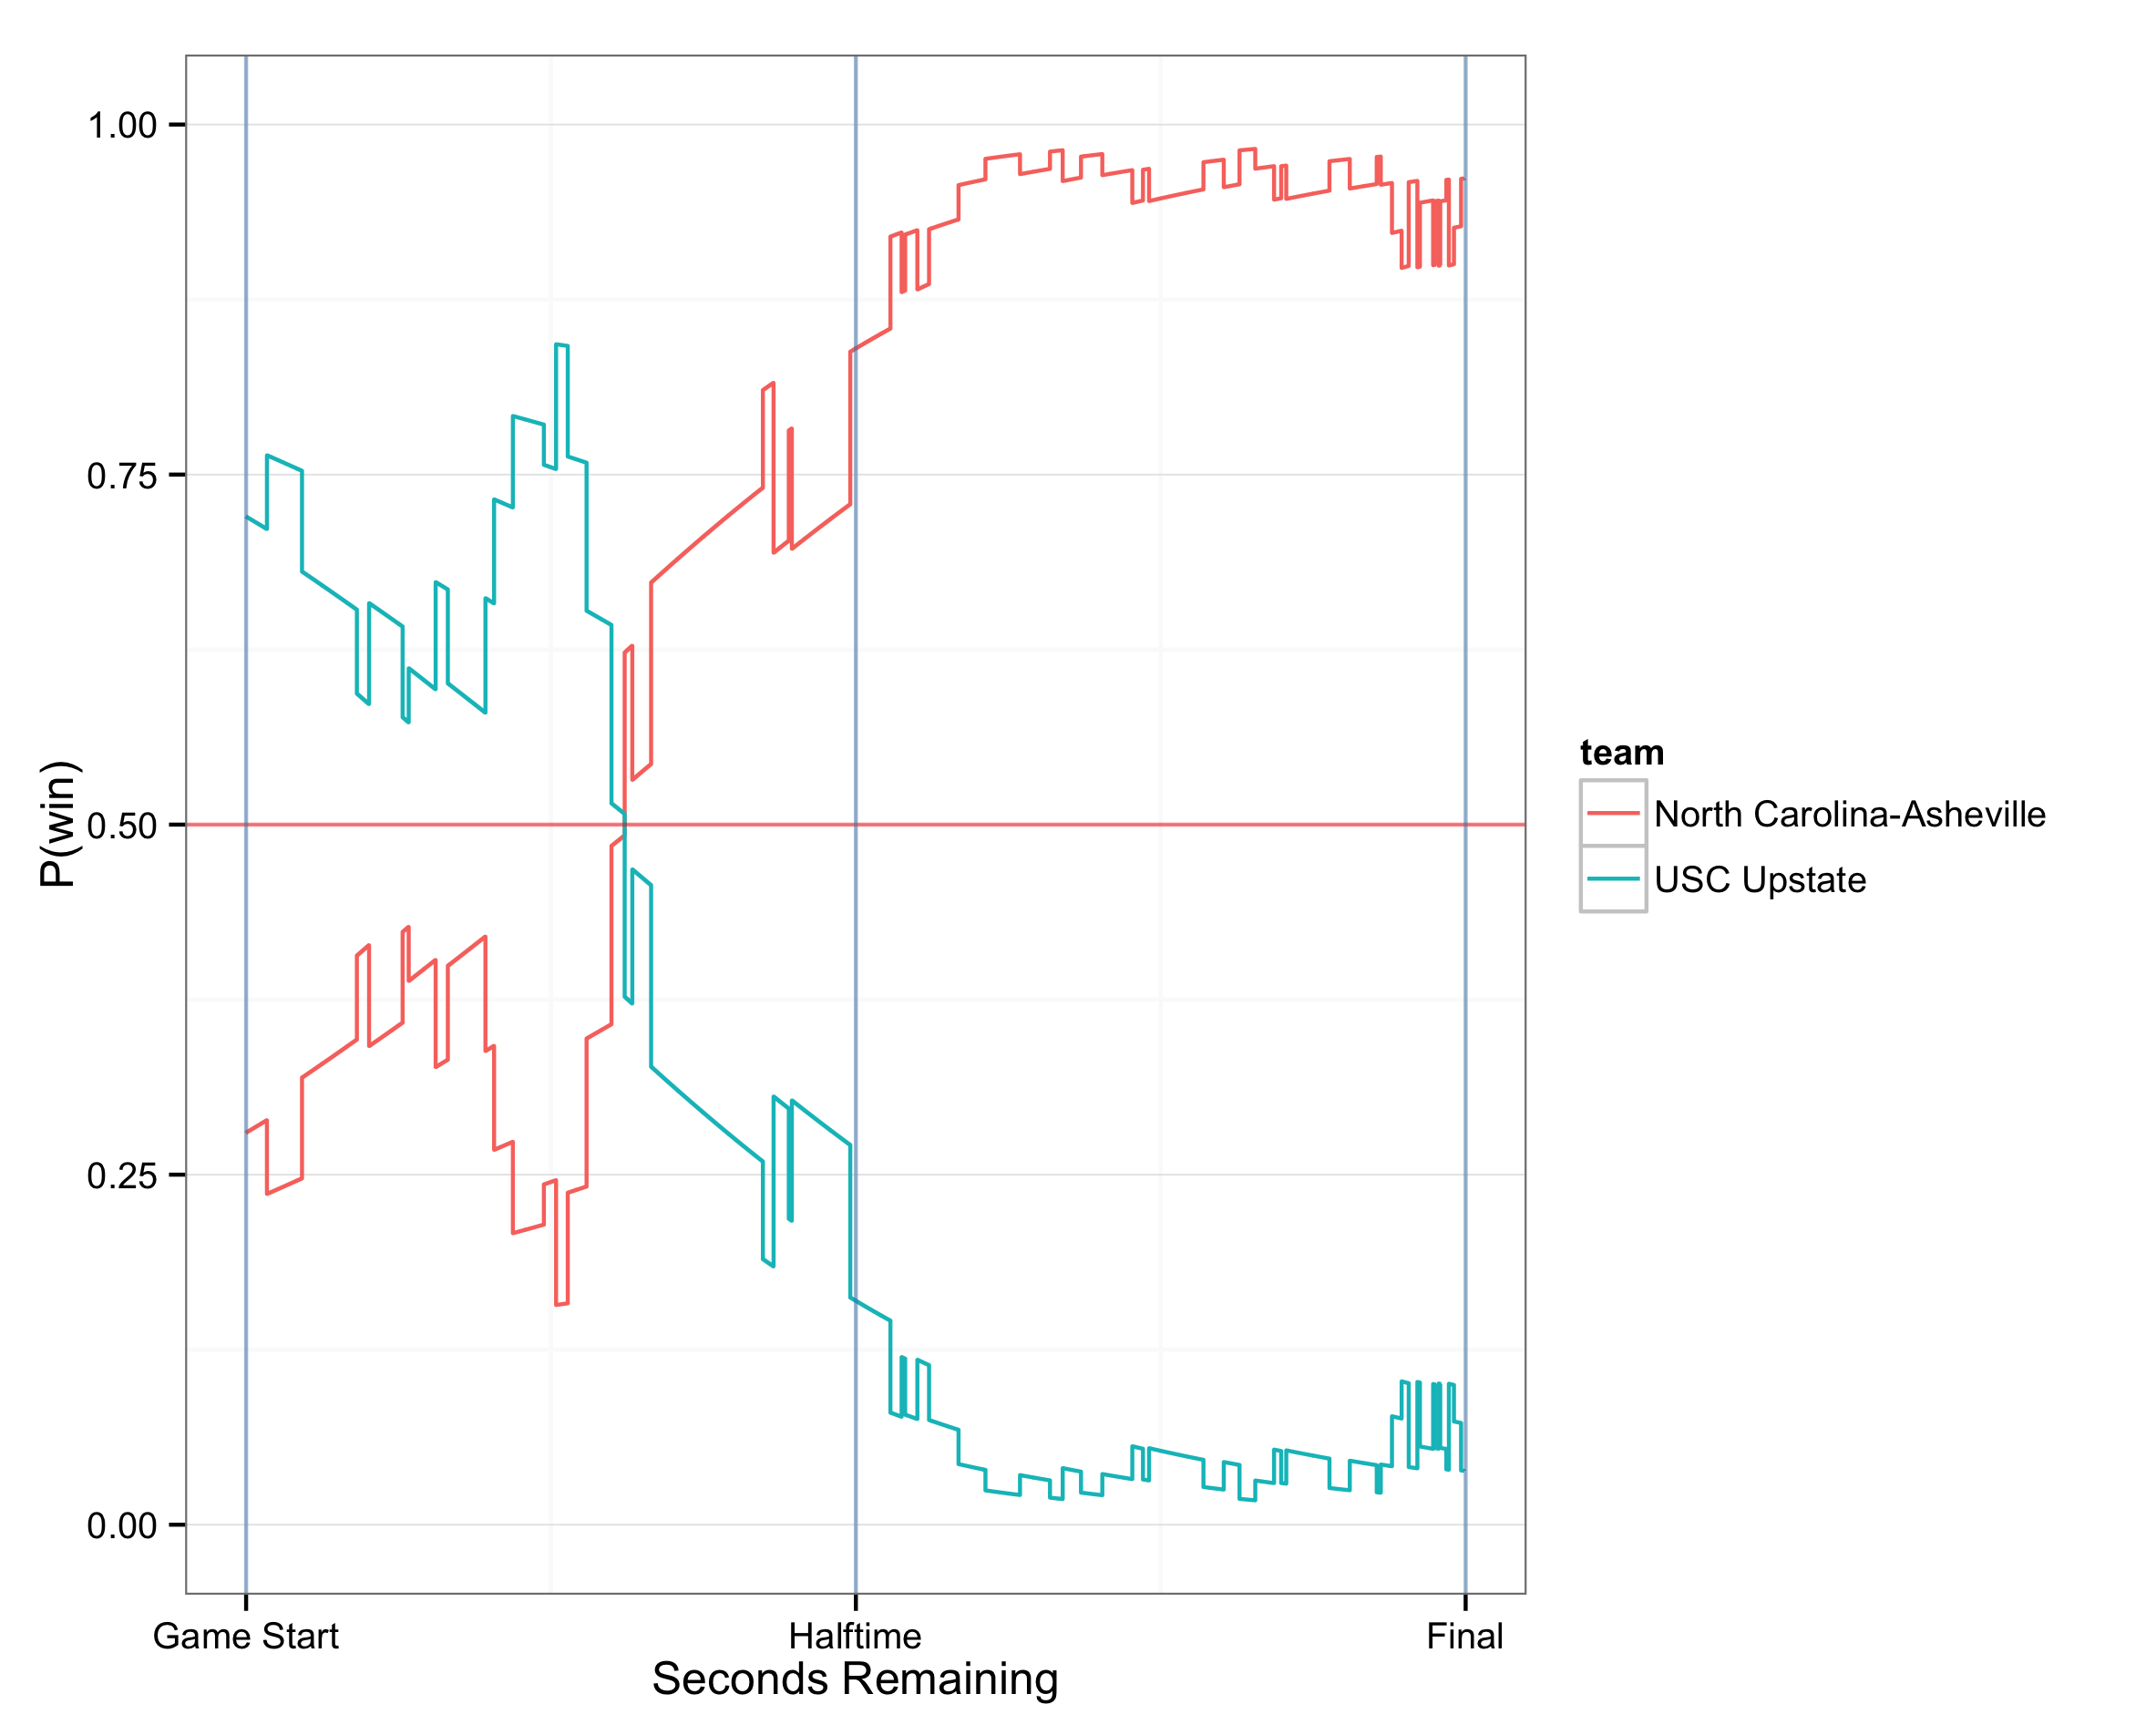 1.00
0.75
0.50
0.25
0.00
P(win)
Game Start
Halftime
Final
Seconds Remaining
team
North Carolina-Asheville
USC Upstate